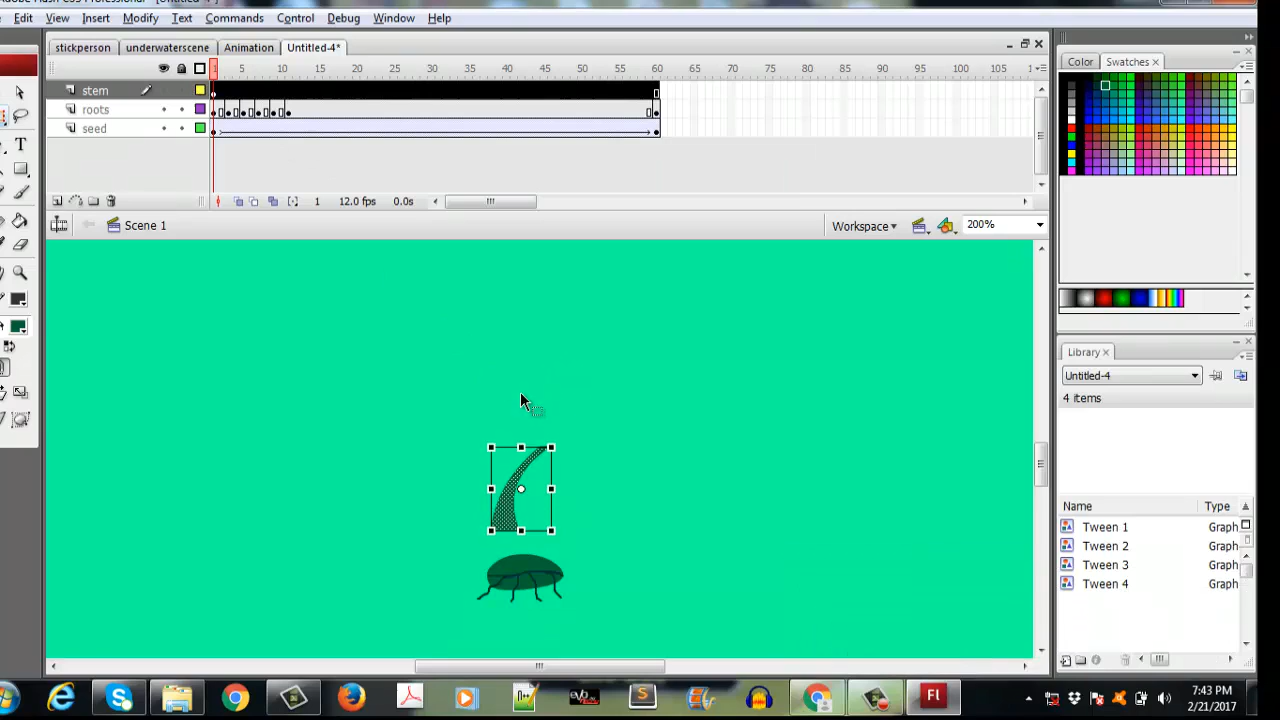 Edit View Insert Modify Text Commands Control Debug Window Help
stickperson underwaterscene Animation Untitled-4*
1 5 10 15 20 25 30 35 40 45 50 55 60 65 70 75 80 85 90 95 100 105
stem
roots
seed
1 12.0 fps 0.0s
Scene 1 Workspace 200%
Color Swatches
Library
Untitled-4
4 items
Name Type
Tween 1 Graph
Tween 2 Graph
Tween 3 Graph
Tween 4 Graph
7:43 PM
2/21/2017